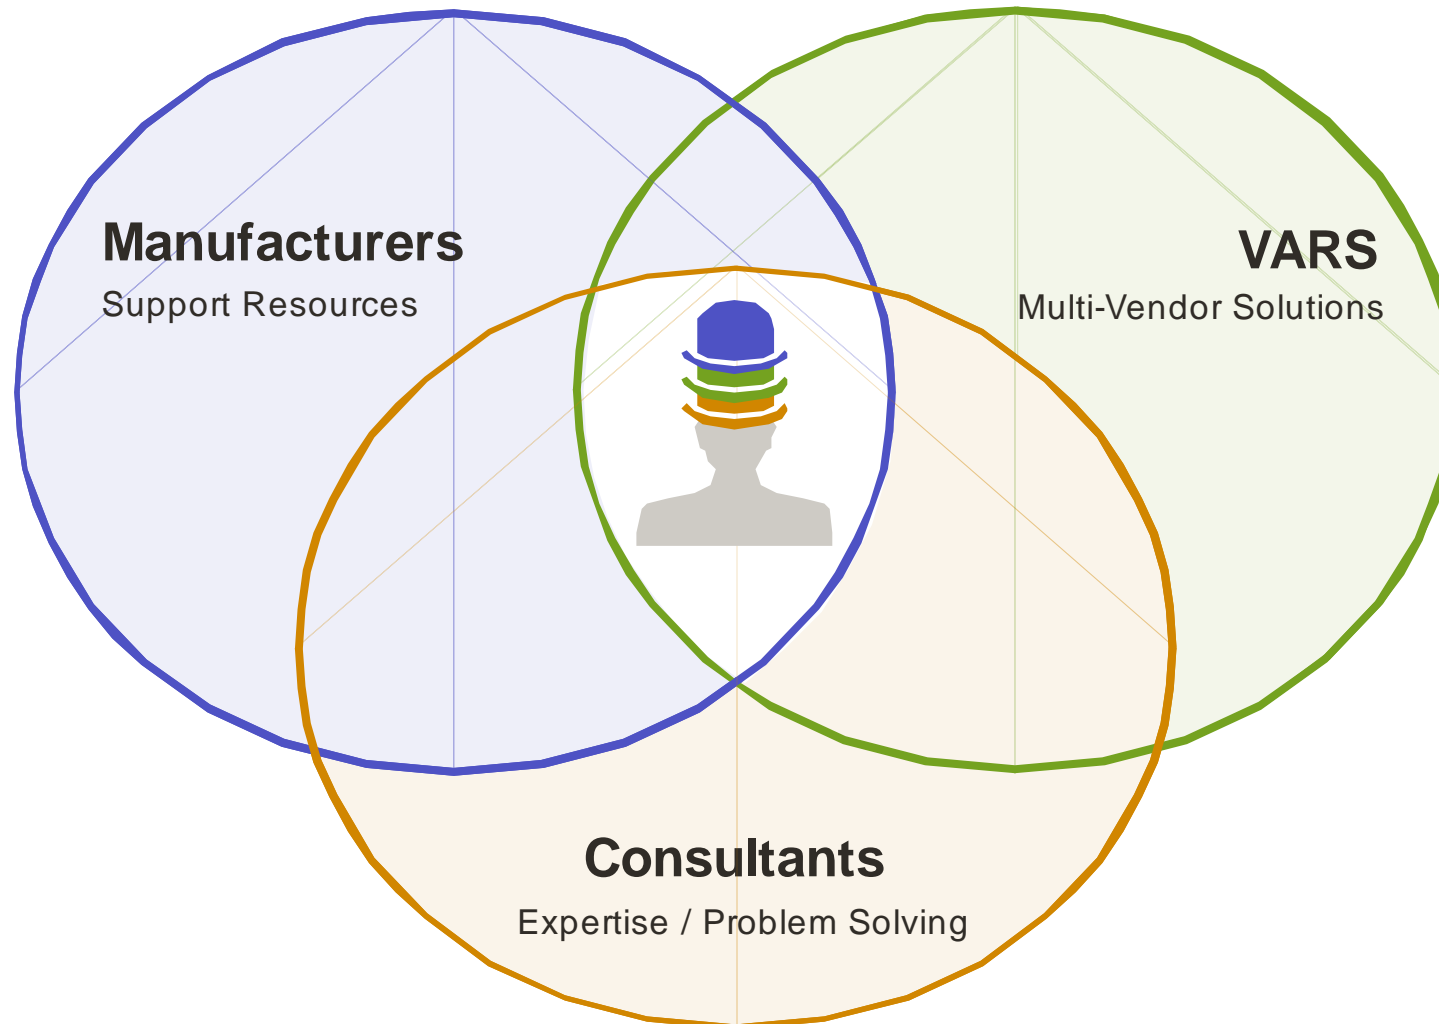 Manufacturers
Support Resources
VARS
Multi-Vendor Solutions
Consultants
Expertise / Problem Solving